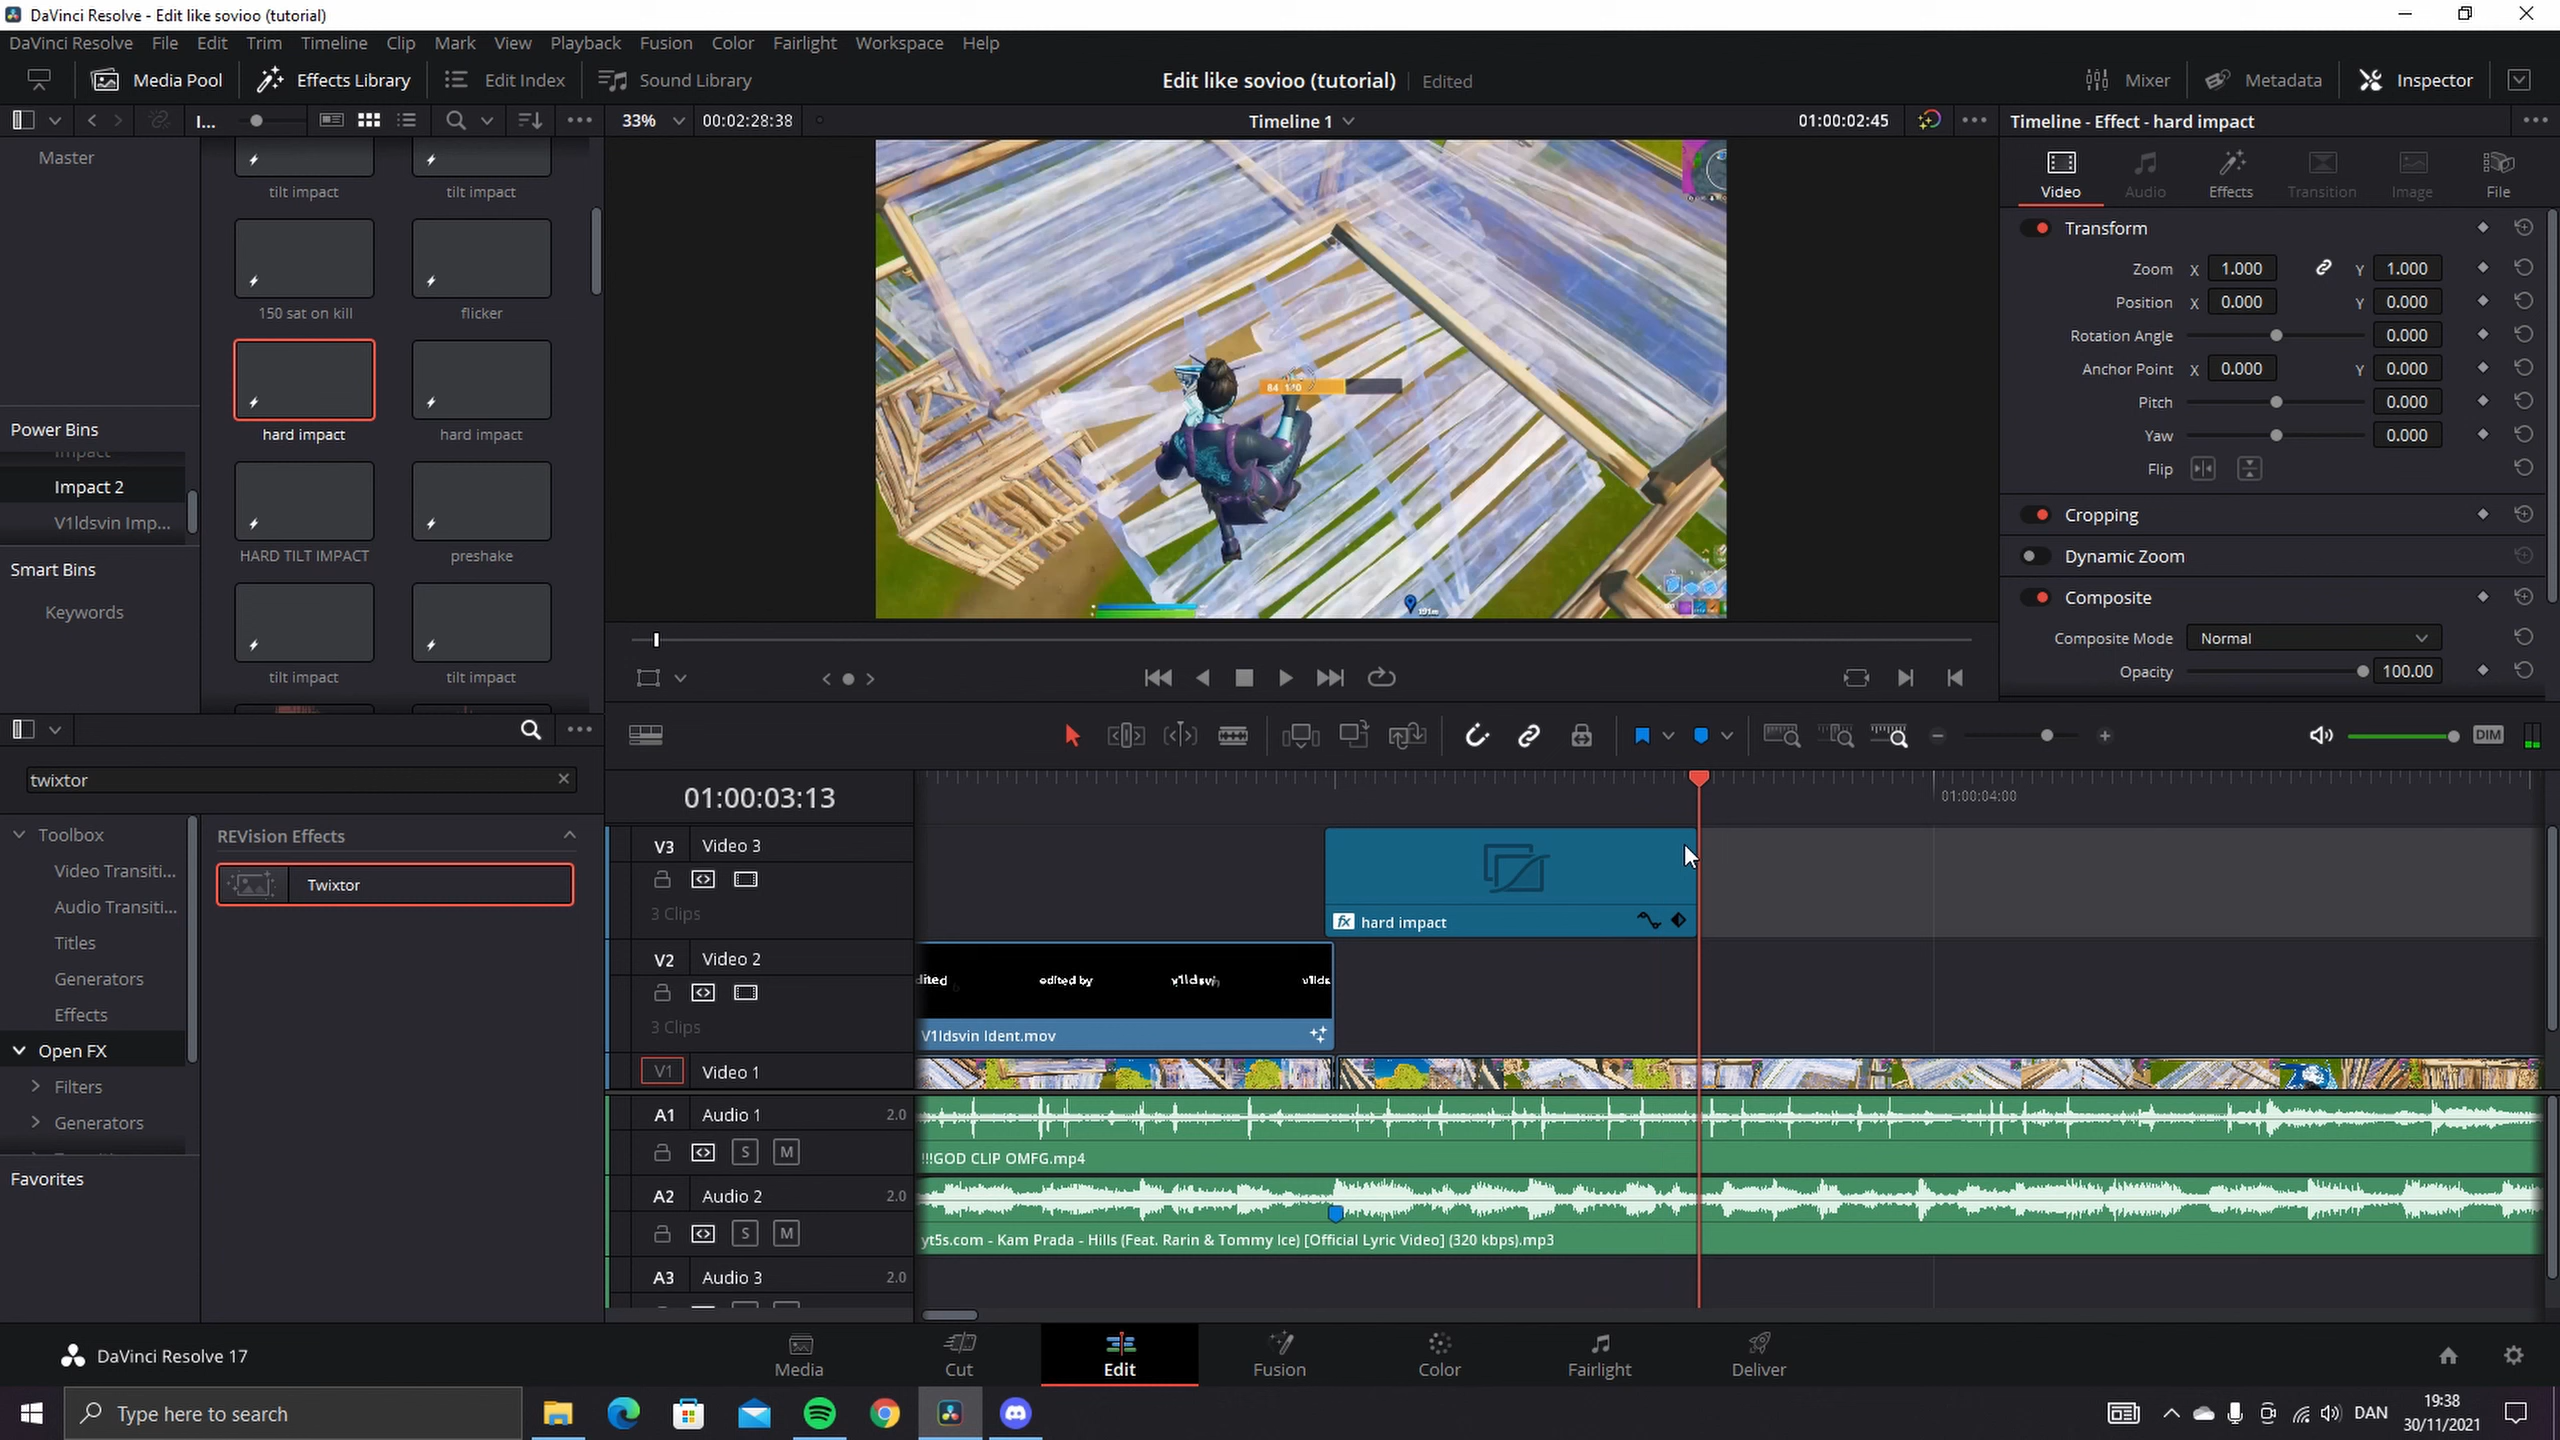 DaVinci Resolve - Edit like sovioo (tutorial)
DaVinci Resolve File Edit Trim Timeline Clip Mark View Playback Fusion Color Fairlight Workspace Help
Media Pool Effects Library Edit Index Sound Library Edit like sovioo (tutorial) Edited Mixer Metadata Inspector
I... 33% 00:02:28:38 Timeline 1 01:00:02:45 Timeline - Effect - hard impact
Master
tilt impact tilt impact
150 sat on kill flicker
hard impact hard impact
HARD TILT IMPACT preshake
tilt impact tilt impact
Power Bins
Impact
Impact 2
V1ldsvin Imp...
Smart Bins
Keywords
84 140
191m
Video Audio Effects Transition Image File
Transform
Zoom X 1.000 Y 1.000
Position X 0.000 Y 0.000
Rotation Angle 0.000
Anchor Point X 0.000 Y 0.000
Pitch 0.000
Yaw 0.000
Flip
Cropping
Dynamic Zoom
Composite
Composite Mode Normal
Opacity 100.00
DIM
twixtor
Toolbox
Video Transiti...
Audio Transiti...
Titles
Generators
Effects
Open FX
Filters
Generators
Favorites
REVision Effects
Twixtor
01:00:03:13
01:00:04:00
V3 Video 3
3 Clips
fx hard impact
V2 Video 2
3 Clips
dited edited by v1ldsvin v1lds
V1ldsvin Ident.mov
V1 Video 1
A1 Audio 1 2.0
S M
!!!GOD CLIP OMFG.mp4
A2 Audio 2 2.0
S M
yt5s.com - Kam Prada - Hills (Feat. Rarin & Tommy Ice) [Official Lyric Video] (320 kbps).mp3
A3 Audio 3 2.0
DaVinci Resolve 17
Media Cut Edit Fusion Color Fairlight Deliver
Type here to search
DAN
19:38
30/11/2021